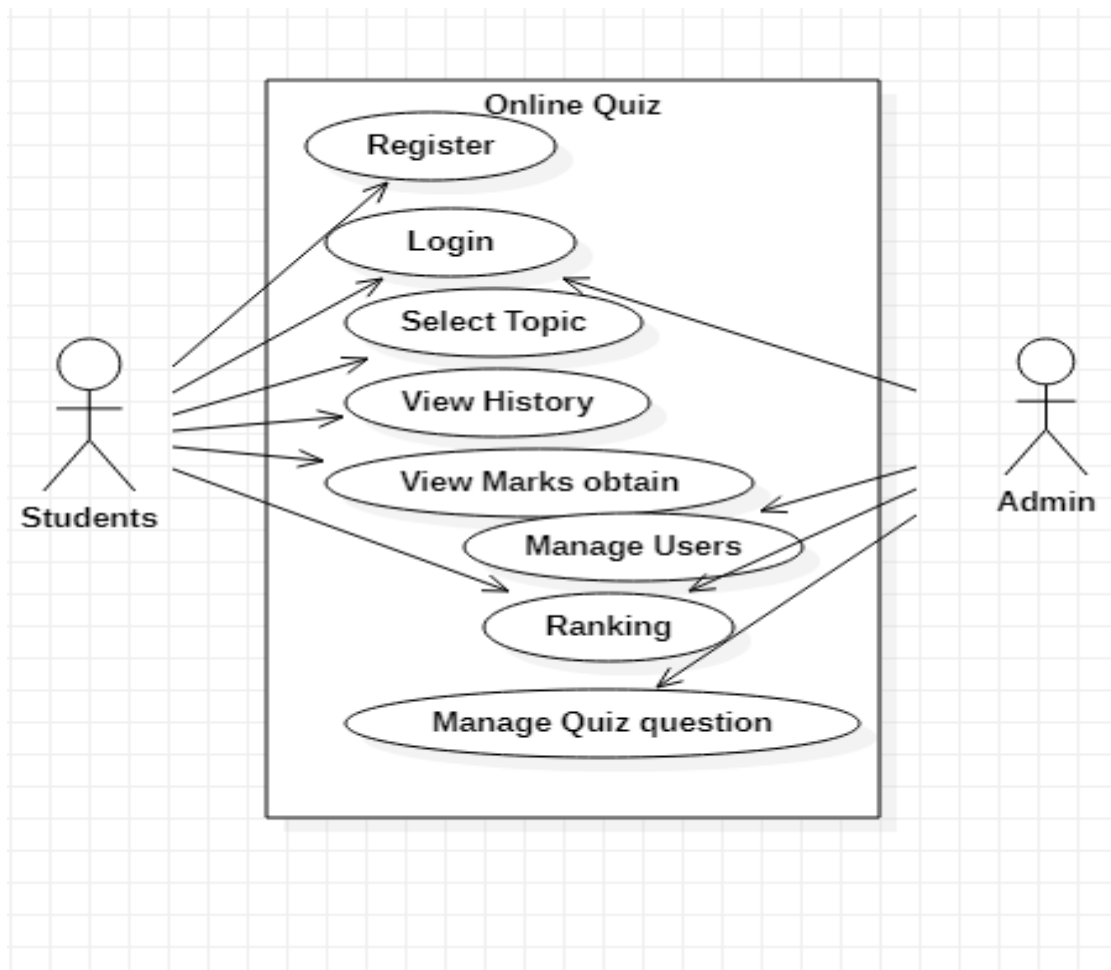 Online Quiz
Register
Login
Select Topic
View History
View Marks obtain
Manage Users
Ranking
Manage Quiz question
Students
Admin